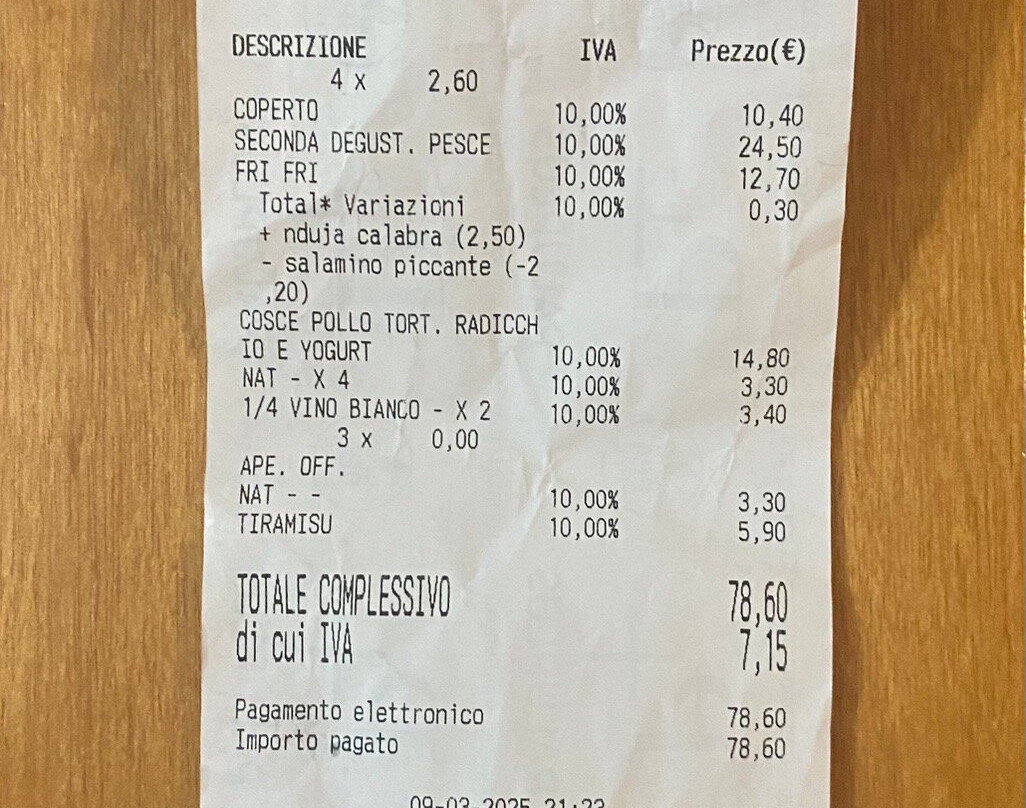 DESCRIZIONE IVA Prezzo(€)
4 x 2,60
COPERTO 10,00% 10,40
SECONDA DEGUST. PESCE 10,00% 24,50
FRI FRI 10,00% 12,70
Total* Variazioni 10,00% 0,30
+ nduja calabra (2,50)
- salamino piccante (-2
,20)
COSCE POLLO TORT. RADICCH
IO E YOGURT 10,00% 14,80
NAT - X 4 10,00% 3,30
1/4 VINO BIANCO - X 2 10,00% 3,40
3 x 0,00
APE. OFF.
NAT - - 10,00% 3,30
TIRAMISU 10,00% 5,90
TOTALE COMPLESSIVO 78,60
di cui IVA 7,15
Pagamento elettronico 78,60
Importo pagato 78,60